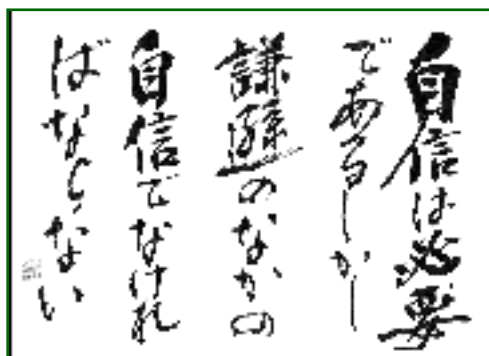 自信は必要
であるしかし
謙遜のなかの
自信でなけれ
ばならない